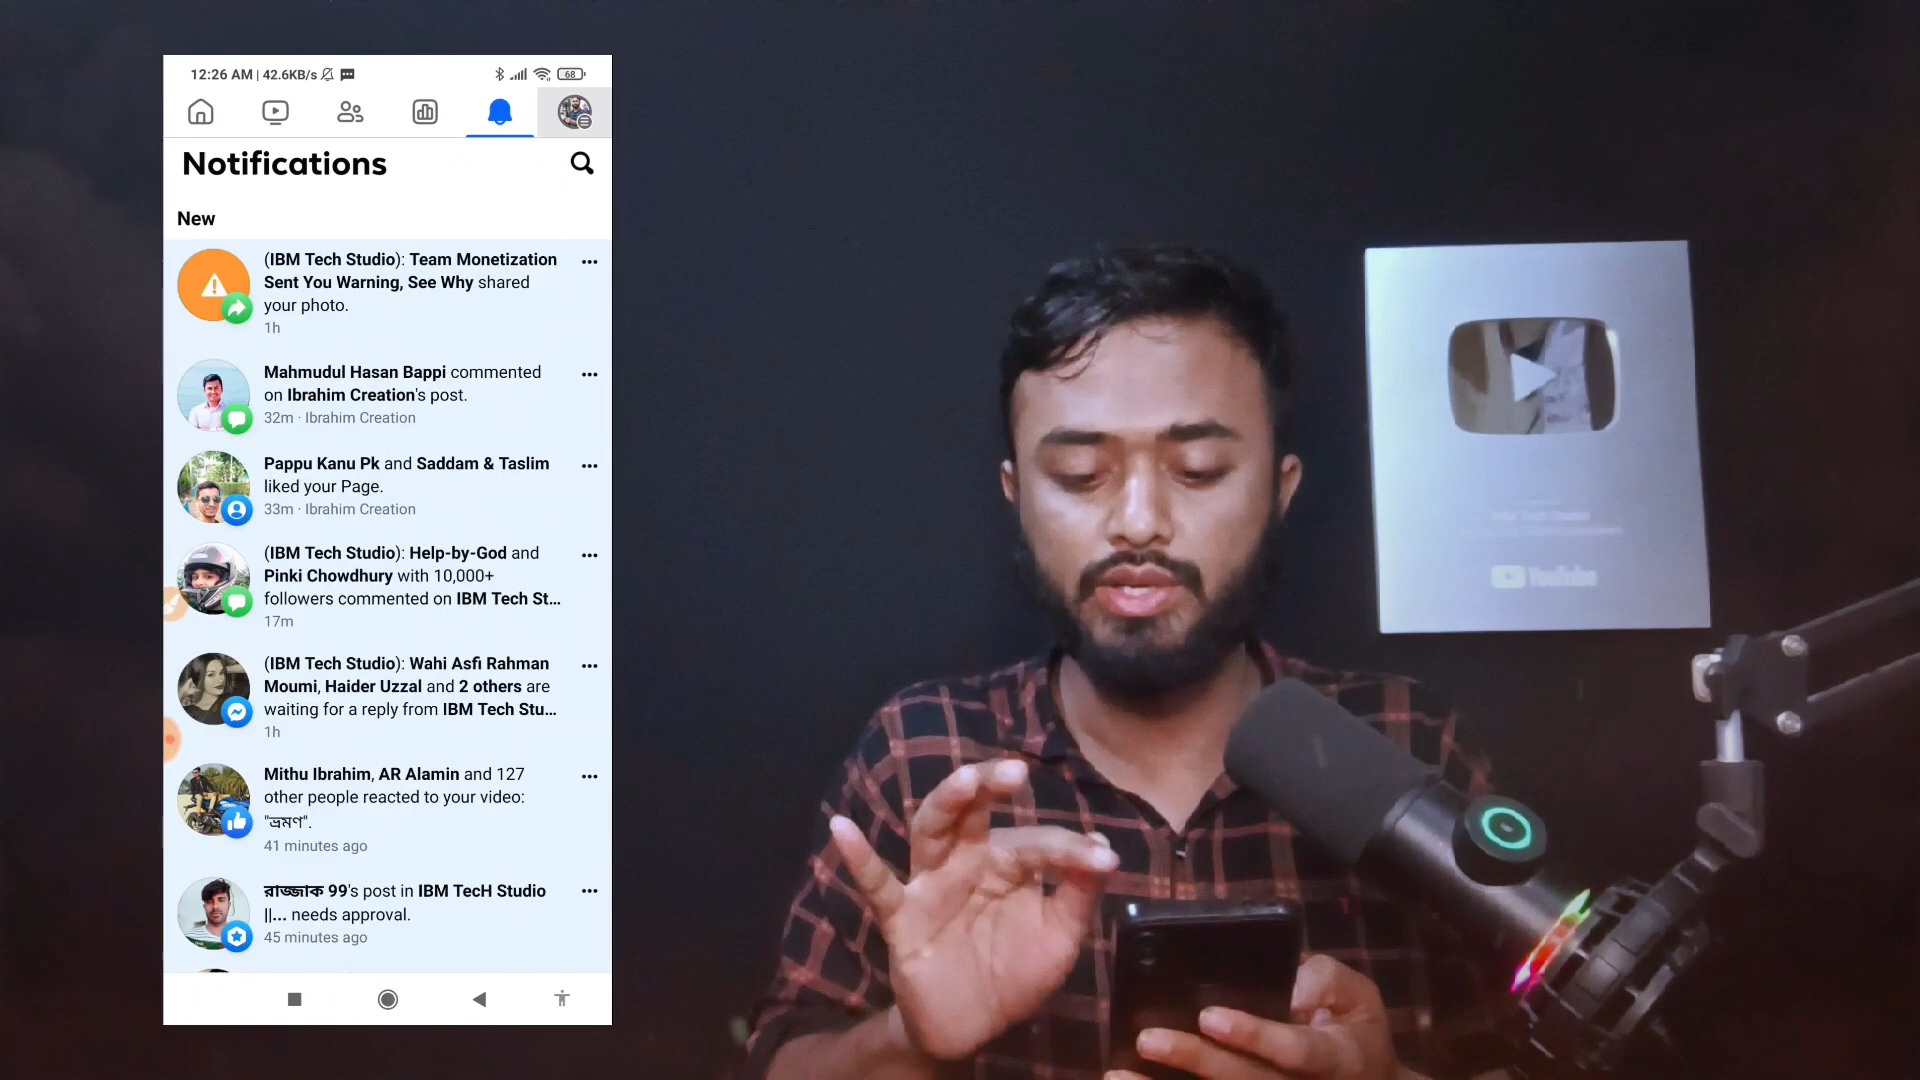 12:26 AM | 42.6KB/s
68
Notifications
New
(IBM Tech Studio): Team Monetization
Sent You Warning, See Why shared
your photo.
1h
Mahmudul Hasan Bappi commented
on Ibrahim Creation's post.
32m · Ibrahim Creation
Pappu Kanu Pk and Saddam & Taslim
liked your Page.
33m · Ibrahim Creation
(IBM Tech Studio): Help-by-God and
Pinki Chowdhury with 10,000+
followers commented on IBM Tech St...
17m
(IBM Tech Studio): Wahi Asfi Rahman
Moumi, Haider Uzzal and 2 others are
waiting for a reply from IBM Tech Stu...
1h
Mithu Ibrahim, AR Alamin and 127
other people reacted to your video:
"ভ্রমণ".
41 minutes ago
রাজ্জাক 99's post in IBM TecH Studio
||... needs approval.
45 minutes ago
IBM Tech Studio
YouTube